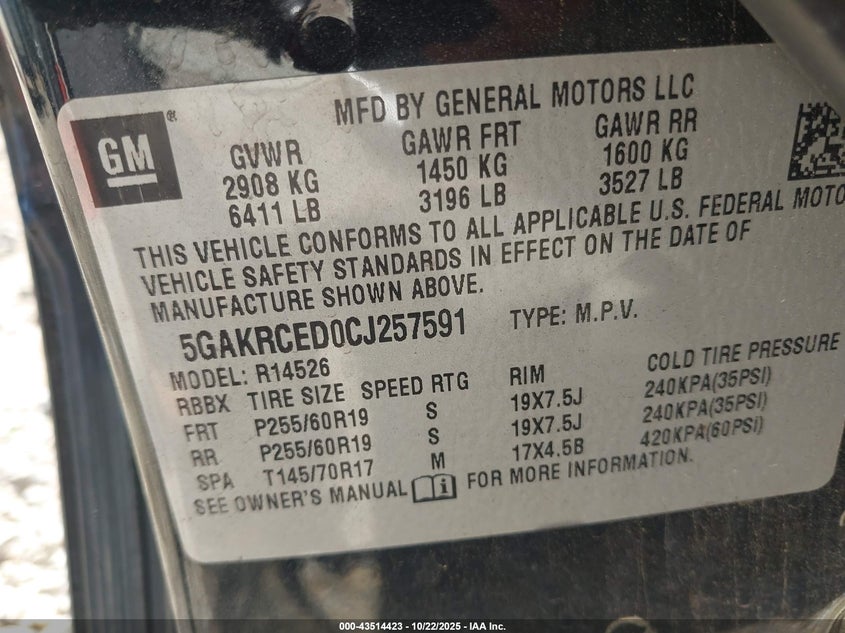 GM®
MFD BY GENERAL MOTORS LLC
GVWR GAWR FRT GAWR RR
2908 KG 1450 KG 1600 KG
6411 LB 3196 LB 3527 LB
THIS VEHICLE CONFORMS TO ALL APPLICABLE U.S. FEDERAL MOTO
VEHICLE SAFETY STANDARDS IN EFFECT ON THE DATE OF
MANUFACTURE SHOWN ABOVE.
5GAKRCED0CJ257591 TYPE: M.P.V.
MODEL: R14526
RBBX TIRE SIZE SPEED RTG RIM COLD TIRE PRESSURE
FRT P255/60R19 S 19X7.5J 240KPA(35PSI)
RR P255/60R19 S 19X7.5J 240KPA(35PSI)
SPA T145/70R17 M 17X4.5B 420KPA(60PSI)
SEE OWNER'S MANUAL i FOR MORE INFORMATION.
000-43514423 - 10/22/2025 - IAA Inc.